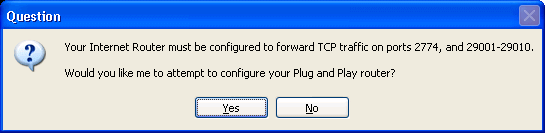 Question
Your Internet Router must be configured to forward TCP traffic on ports 2774, and 29001-29010.
Would you like me to attempt to configure your Plug and Play router?
Yes No